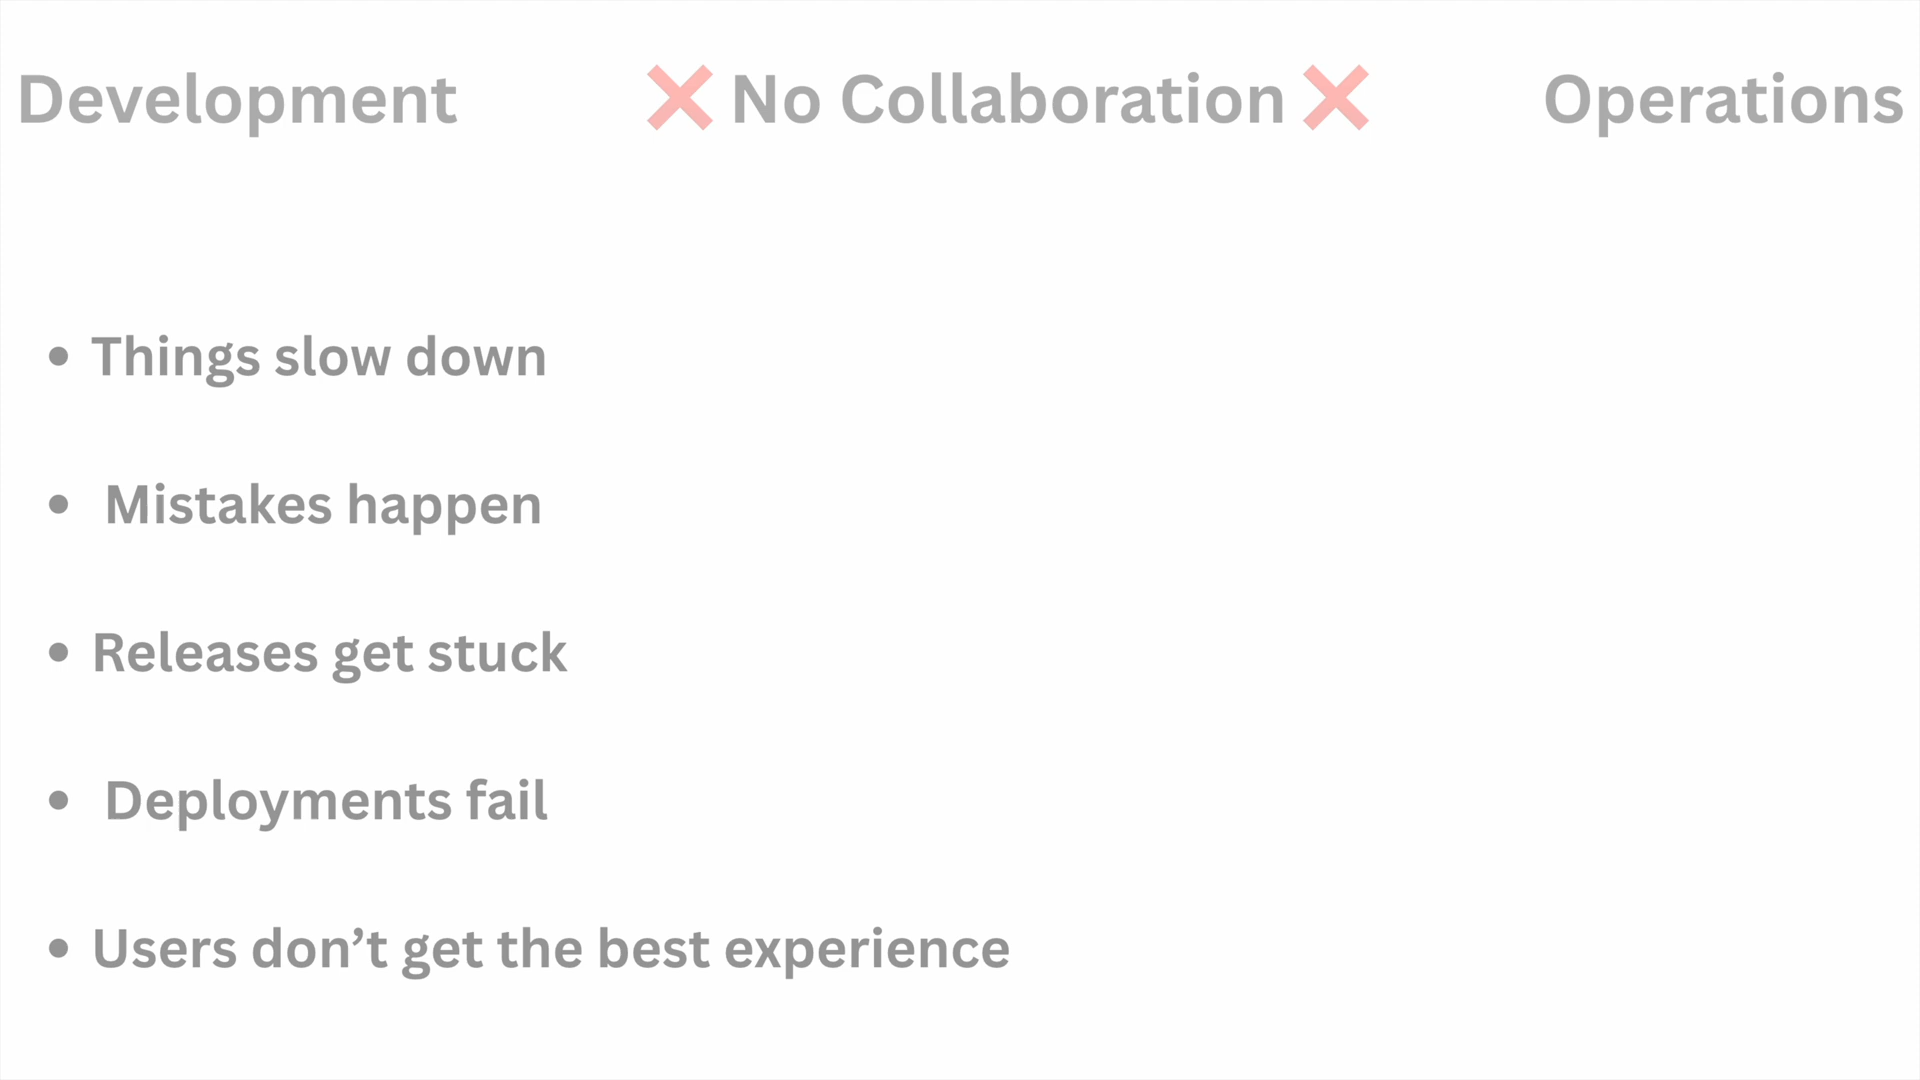 Development ❌ No Collaboration ❌ Operations
• Things slow down
• Mistakes happen
• Releases get stuck
• Deployments fail
• Users don’t get the best experience